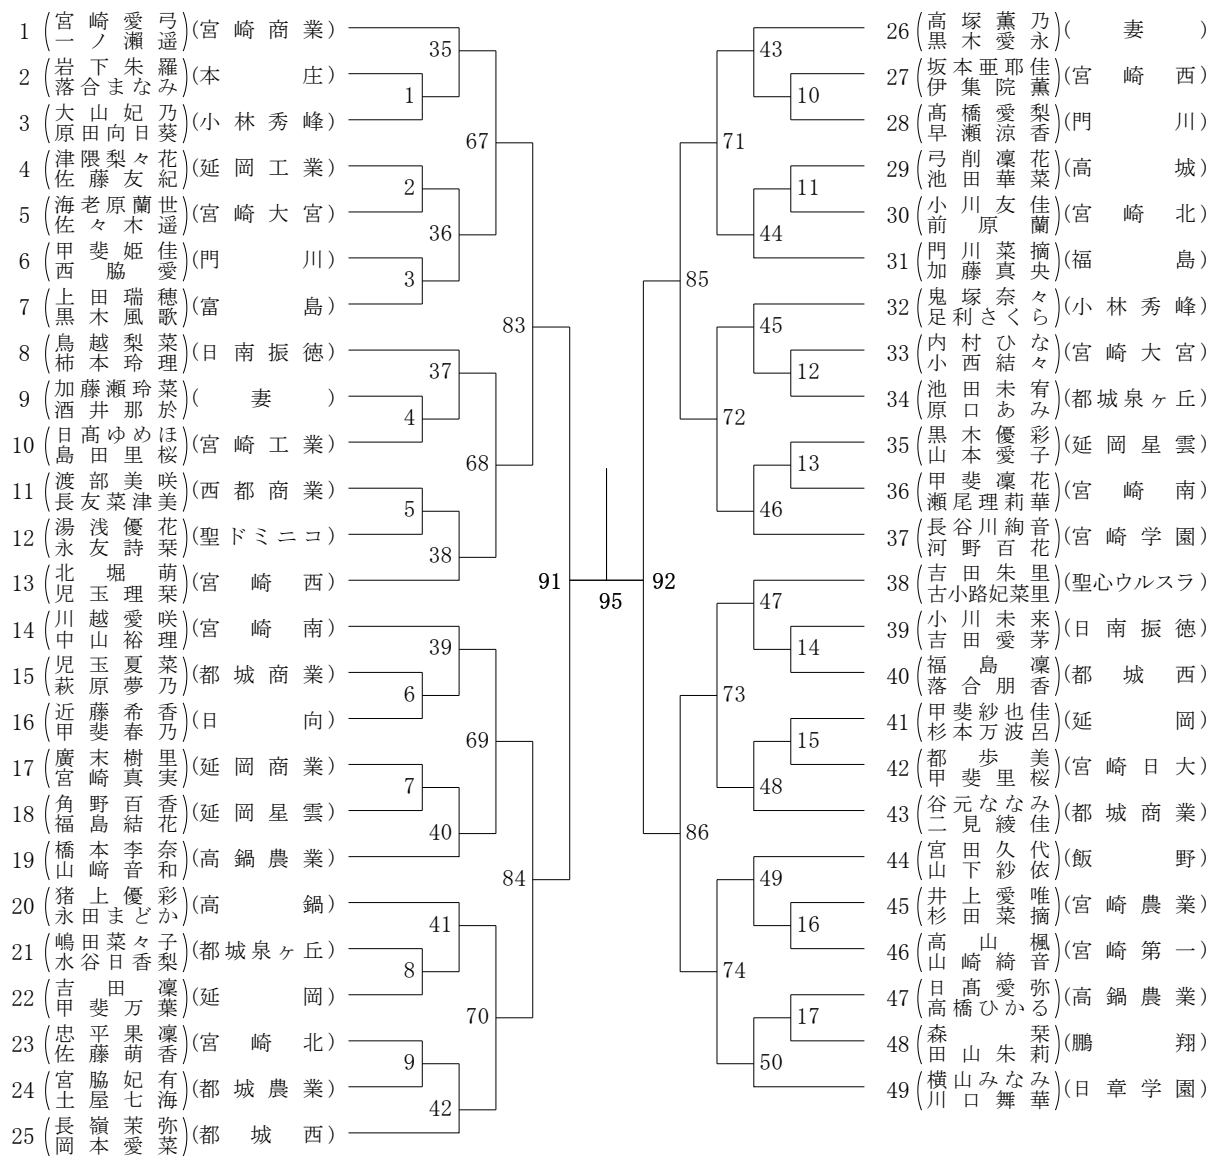 1 (宮崎愛弓 一ノ瀬遥)(宮崎商業)
2 (岩下朱羅 落合まなみ)(本庄)
3 (大山妃乃 原田向日葵)(小林秀峰)
4 (津隈梨々花 佐藤友紀)(延岡工業)
5 (海老原蘭世 佐々木遥)(宮崎大宮)
6 (甲斐姫佳 西脇愛)(門川)
7 (上田瑞穂 黒木風歌)(富島)
8 (鳥越梨菜 柿本玲理)(日南振徳)
9 (加藤瀬玲菜 酒井那於)(妻)
10 (日髙ゆめほ 島田里桜)(宮崎工業)
11 (渡部美咲 長友菜津美)(西都商業)
12 (湯浅優花 永友詩栞)(聖ドミニコ)
13 (北堀萌 児玉理栞)(宮崎西)
14 (川越愛咲 中山裕理)(宮崎南)
15 (児玉夏菜 萩原夢乃)(都城商業)
16 (近藤希香 甲斐春乃)(日向)
17 (廣末樹里 宮崎真実)(延岡商業)
18 (角野百香 福島結花)(延岡星雲)
19 (橋本李奈 山﨑音和)(高鍋農業)
20 (猪上優彩 永田まどか)(高鍋)
21 (嶋田菜々子 水谷日香梨)(都城泉ヶ丘)
22 (吉田凜 甲斐万葉)(延岡)
23 (忠平果凜 佐藤萌香)(宮崎北)
24 (宮脇妃有 土屋七海)(都城農業)
25 (長嶺茉弥 岡本愛菜)(都城西)
35
1
67
2
36
3
83
37
4
68
5
38
91
39
6
69
7
40
84
41
8
70
9
42
95
92
43
10
71
11
44
85
45
12
72
13
46
47
14
73
15
48
86
49
16
74
17
50
26 (高塚薫乃 黒木愛永)(妻)
27 (坂本亜耶佳 伊集院薫)(宮崎西)
28 (髙橋愛梨 早瀬涼香)(門川)
29 (弓削凜花 池田華菜)(高城)
30 (小川友佳 前原蘭)(宮崎北)
31 (門川菜摘 加藤真央)(福島)
32 (鬼塚奈々 足利さくら)(小林秀峰)
33 (内村ひな 小西結々)(宮崎大宮)
34 (池田未宥 原口あみ)(都城泉ヶ丘)
35 (黒木優彩 山本愛子)(延岡星雲)
36 (甲斐凜花 瀬尾理莉華)(宮崎南)
37 (長谷川絢音 河野百花)(宮崎学園)
38 (吉田朱里 古小路妃菜里)(聖心ウルスラ)
39 (小川未来 吉田愛茅)(日南振徳)
40 (福島凜 落合朋香)(都城西)
41 (甲斐紗也佳 杉本万波呂)(延岡)
42 (都歩美 甲斐里桜)(宮崎日大)
43 (谷元ななみ 二見綾佳)(都城商業)
44 (宮田久代 山下紗依)(飯野)
45 (井上愛唯 杉田菜摘)(宮崎農業)
46 (高山楓 山崎綺音)(宮崎第一)
47 (日髙愛弥 高橋ひかる)(高鍋農業)
48 (森栞 田山朱莉)(鵬翔)
49 (横山みなみ 川口舞華)(日章学園)